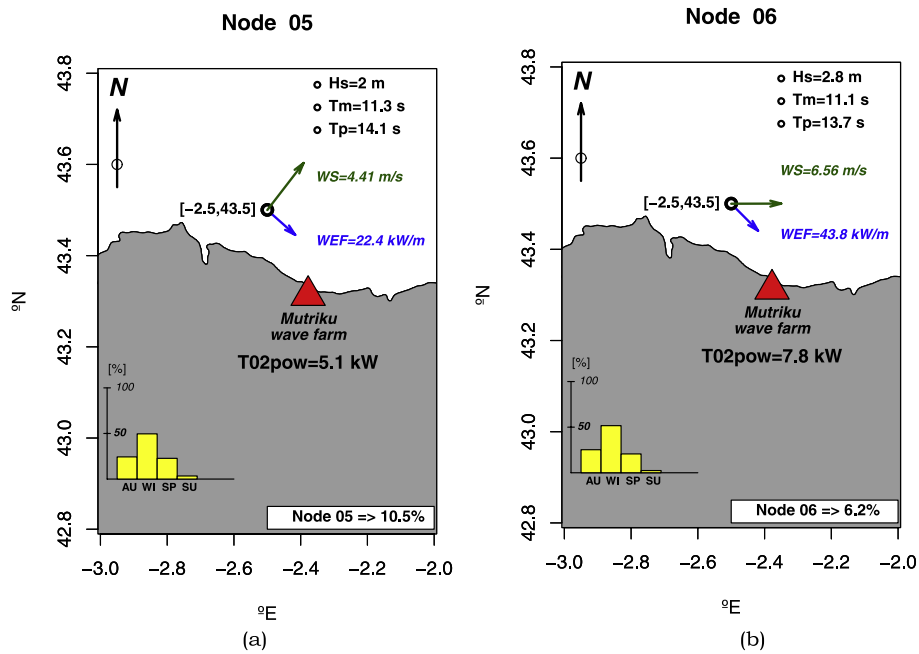 Node 05
43.8
43.6
43.4
43.2
43.0
42.8
ºN
N
Hs=2 m
Tm=11.3 s
Tp=14.1 s
WS=4.41 m/s
[−2.5,43.5]
WEF=22.4 kW/m
Mutriku
wave farm
T02pow=5.1 kW
[%]
100
50
AU WI SP SU
Node 05 => 10.5%
−3.0 −2.8 −2.6 −2.4 −2.2 −2.0
ºE
(a)
Node 06
43.8
43.6
43.4
43.2
43.0
42.8
ºN
N
Hs=2.8 m
Tm=11.1 s
Tp=13.7 s
WS=6.56 m/s
[−2.5,43.5]
WEF=43.8 kW/m
Mutriku
wave farm
T02pow=7.8 kW
[%]
100
50
AU WI SP SU
Node 06 => 6.2%
−3.0 −2.8 −2.6 −2.4 −2.2 −2.0
ºE
(b)